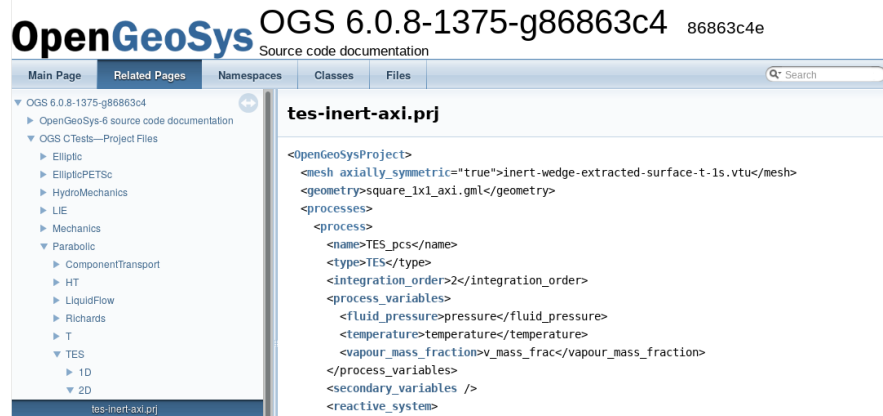 OpenGeoSys
OGS 6.0.8-1375-g86863c4 86863c4e
Source code documentation
Main Page Related Pages Namespaces Classes Files Search
OGS 6.0.8-1375-g86863c4
OpenGeoSys-6 source code documentation
OGS CTests—Project Files
Elliptic
EllipticPETSc
HydroMechanics
LIE
Mechanics
Parabolic
ComponentTransport
HT
LiquidFlow
Richards
T
TES
1D
2D
tes-inert-axi.prj
tes-inert-axi.prj
<OpenGeoSysProject>
<mesh axially_symmetric="true">inert-wedge-extracted-surface-t-1s.vtu</mesh>
<geometry>square_1x1_axi.gml</geometry>
<processes>
<process>
<name>TES_pcs</name>
<type>TES</type>
<integration_order>2</integration_order>
<process_variables>
<fluid_pressure>pressure</fluid_pressure>
<temperature>temperature</temperature>
<vapour_mass_fraction>v_mass_frac</vapour_mass_fraction>
</process_variables>
<secondary_variables />
<reactive_system>